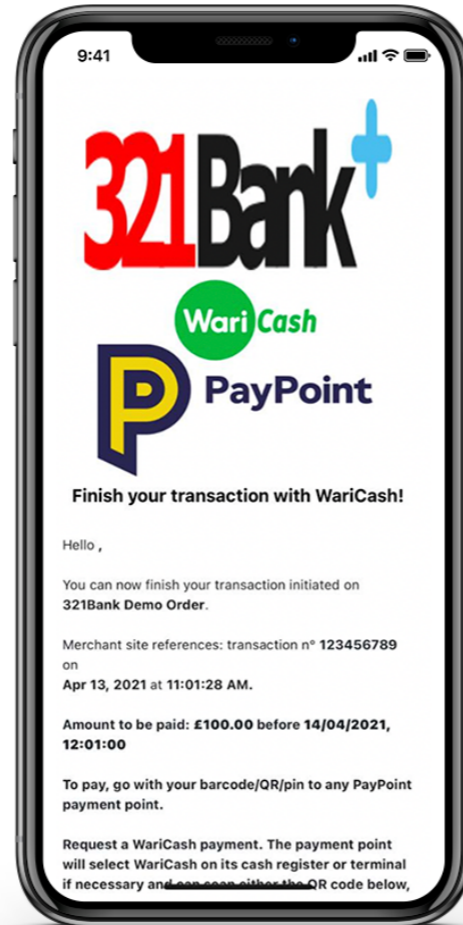 9:41
321Bank+
Wari Cash
PayPoint
Finish your transaction with WariCash!
Hello ,
You can now finish your transaction initiated on
321Bank Demo Order.
Merchant site references: transaction n° 123456789
on
Apr 13, 2021 at 11:01:28 AM.
Amount to be paid: £100.00 before 14/04/2021,
12:01:00
To pay, go with your barcode/QR/pin to any PayPoint
payment point.
Request a WariCash payment. The payment point
will select WariCash on its cash register or terminal
if necessary and can scan either the QR code below,